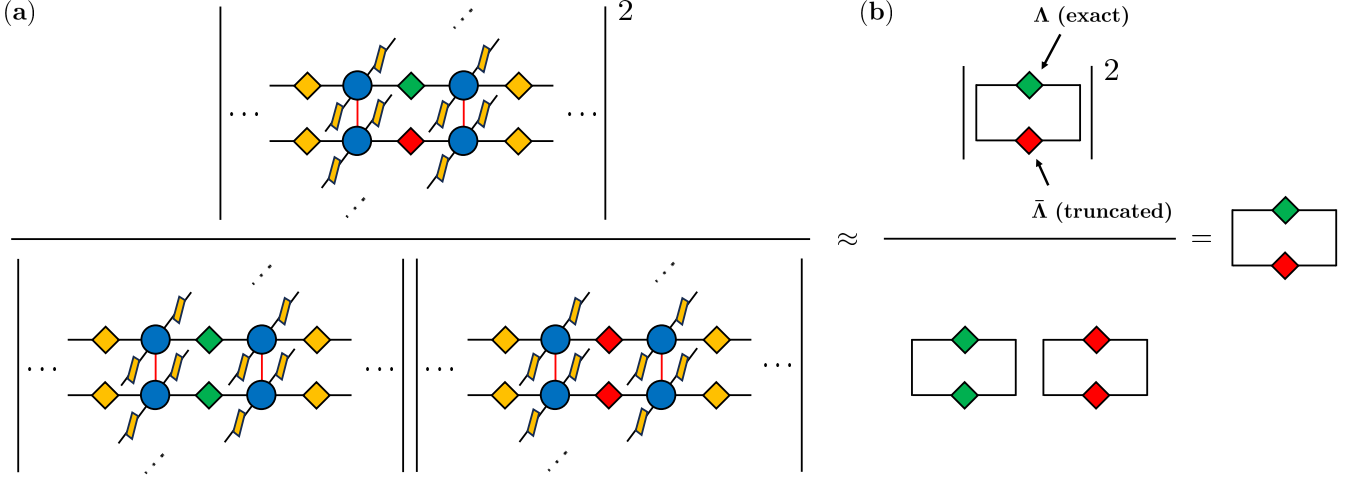 (a)
2
(b)
Λ (exact)
2
Λ̄ (truncated)
≈
=